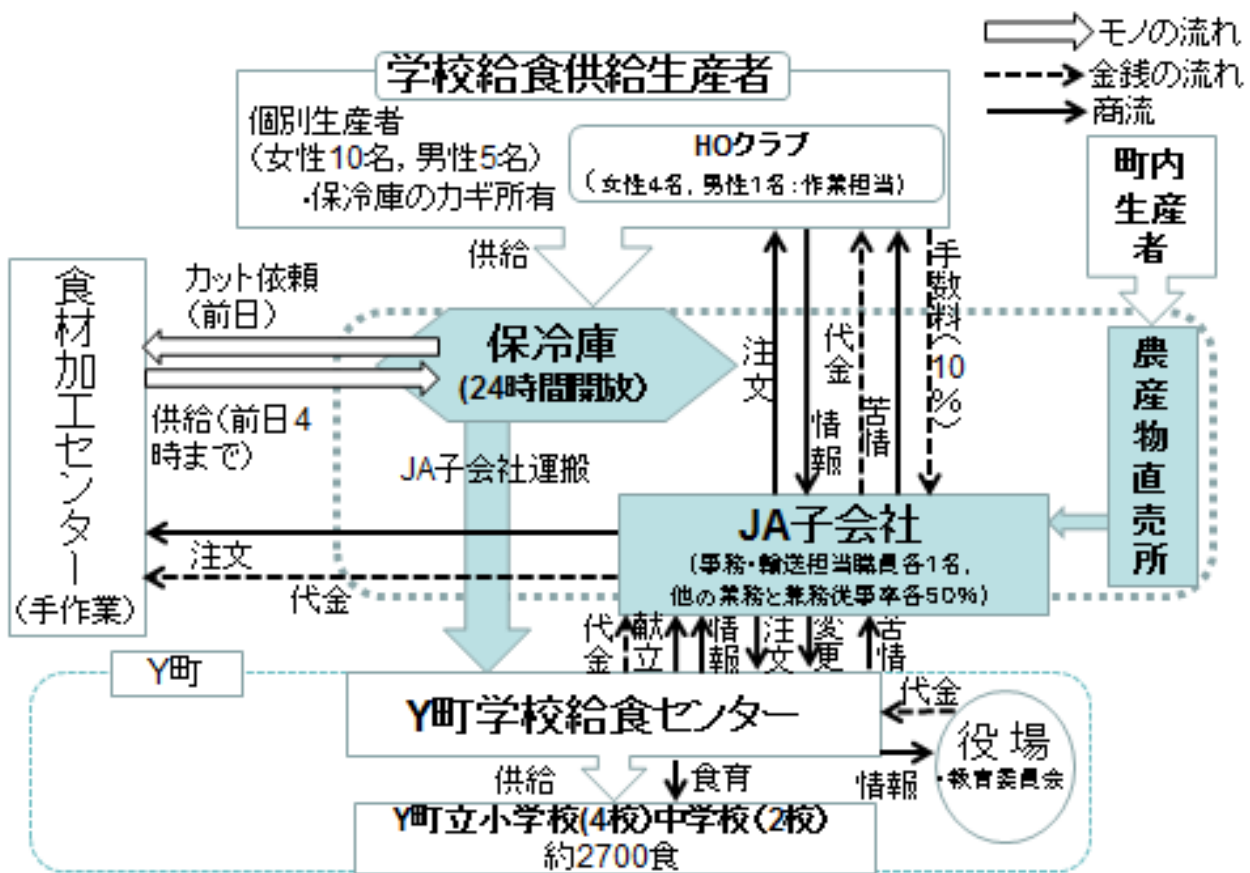 モノの流れ
金銭の流れ
商流
学校給食供給生産者
個別生産者
(女性10名，男性5名)
・保冷庫のカギ所有
HOクラブ
(女性4名，男性1名：作業担当)
町内
生産
者
供給
食材加工センター
(手作業)
カット依頼
(前日)
供給(前日4
時まで)
保冷庫
(24時間開放)
JA子会社運搬
注文
情報
代金
苦情
手数料(10%)
農産物直売所
JA子会社
(事務・輸送担当職員各1名，
他の業務と兼務従事率各50%)
注文
代金
代金
献立
情報
注文
変更
苦情
Y町
Y町学校給食センター
代金
役場
・教育委員会
情報
供給
食育
Y町立小学校(4校)中学校(2校)
約2700食